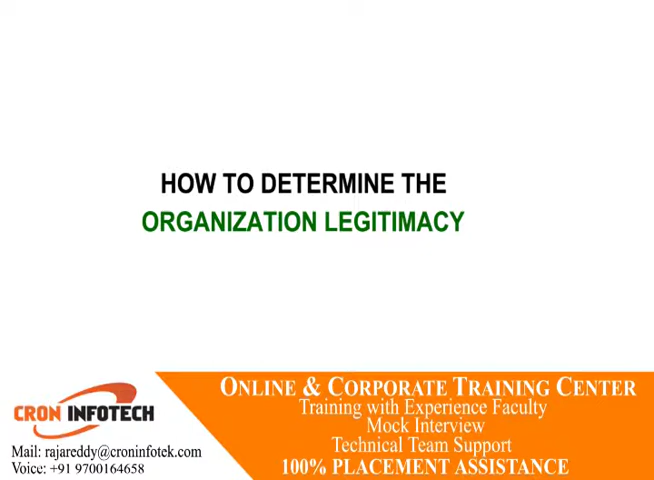 HOW TO DETERMINE THE
ORGANIZATION LEGITIMACY
ONLINE & CORPORATE TRAINING CENTER
Training with Experience Faculty
Mock Interview
Technical Team Support
100% PLACEMENT ASSISTANCE
CRON INFOTECH
Mail: rajareddy@croninfotek.com
Voice: +91 9700164658